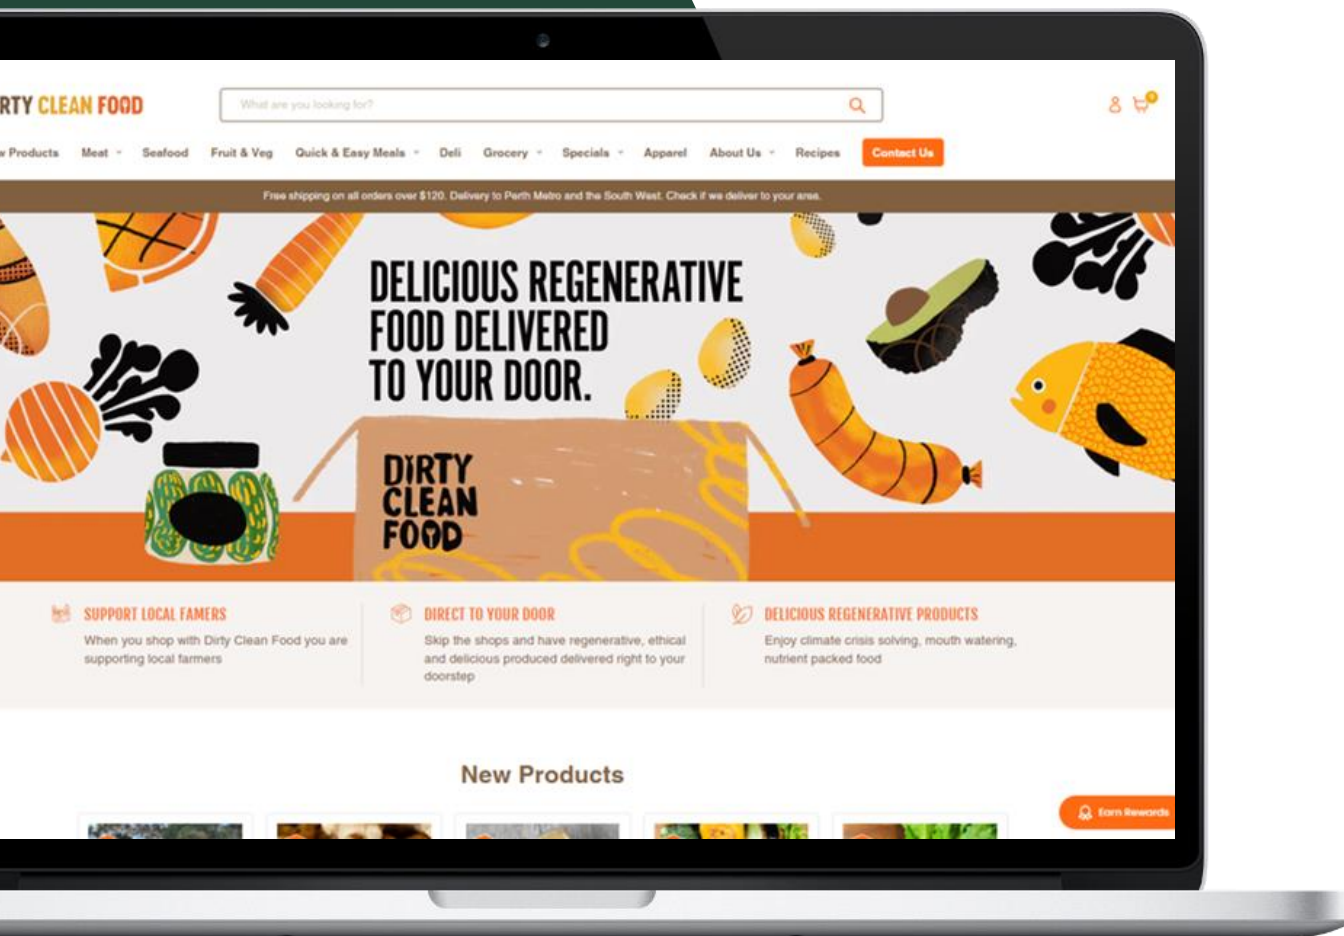 RTY CLEAN FOOD
What are you looking for?
0
w Products Meat Seafood Fruit & Veg Quick & Easy Meals Deli Grocery Specials Apparel About Us Recipes Contact Us
Free shipping on all orders over $120. Delivery to Perth Metro and the South West. Check if we deliver to your area.
DELICIOUS REGENERATIVE
FOOD DELIVERED
TO YOUR DOOR.
DIRTY
CLEAN
FOOD
SUPPORT LOCAL FAMERS
When you shop with Dirty Clean Food you are
supporting local farmers
DIRECT TO YOUR DOOR
Skip the shops and have regenerative, ethical
and delicious produced delivered right to your
doorstep
DELICIOUS REGENERATIVE PRODUCTS
Enjoy climate crisis solving, mouth watering,
nutrient packed food
New Products
Earn Rewards